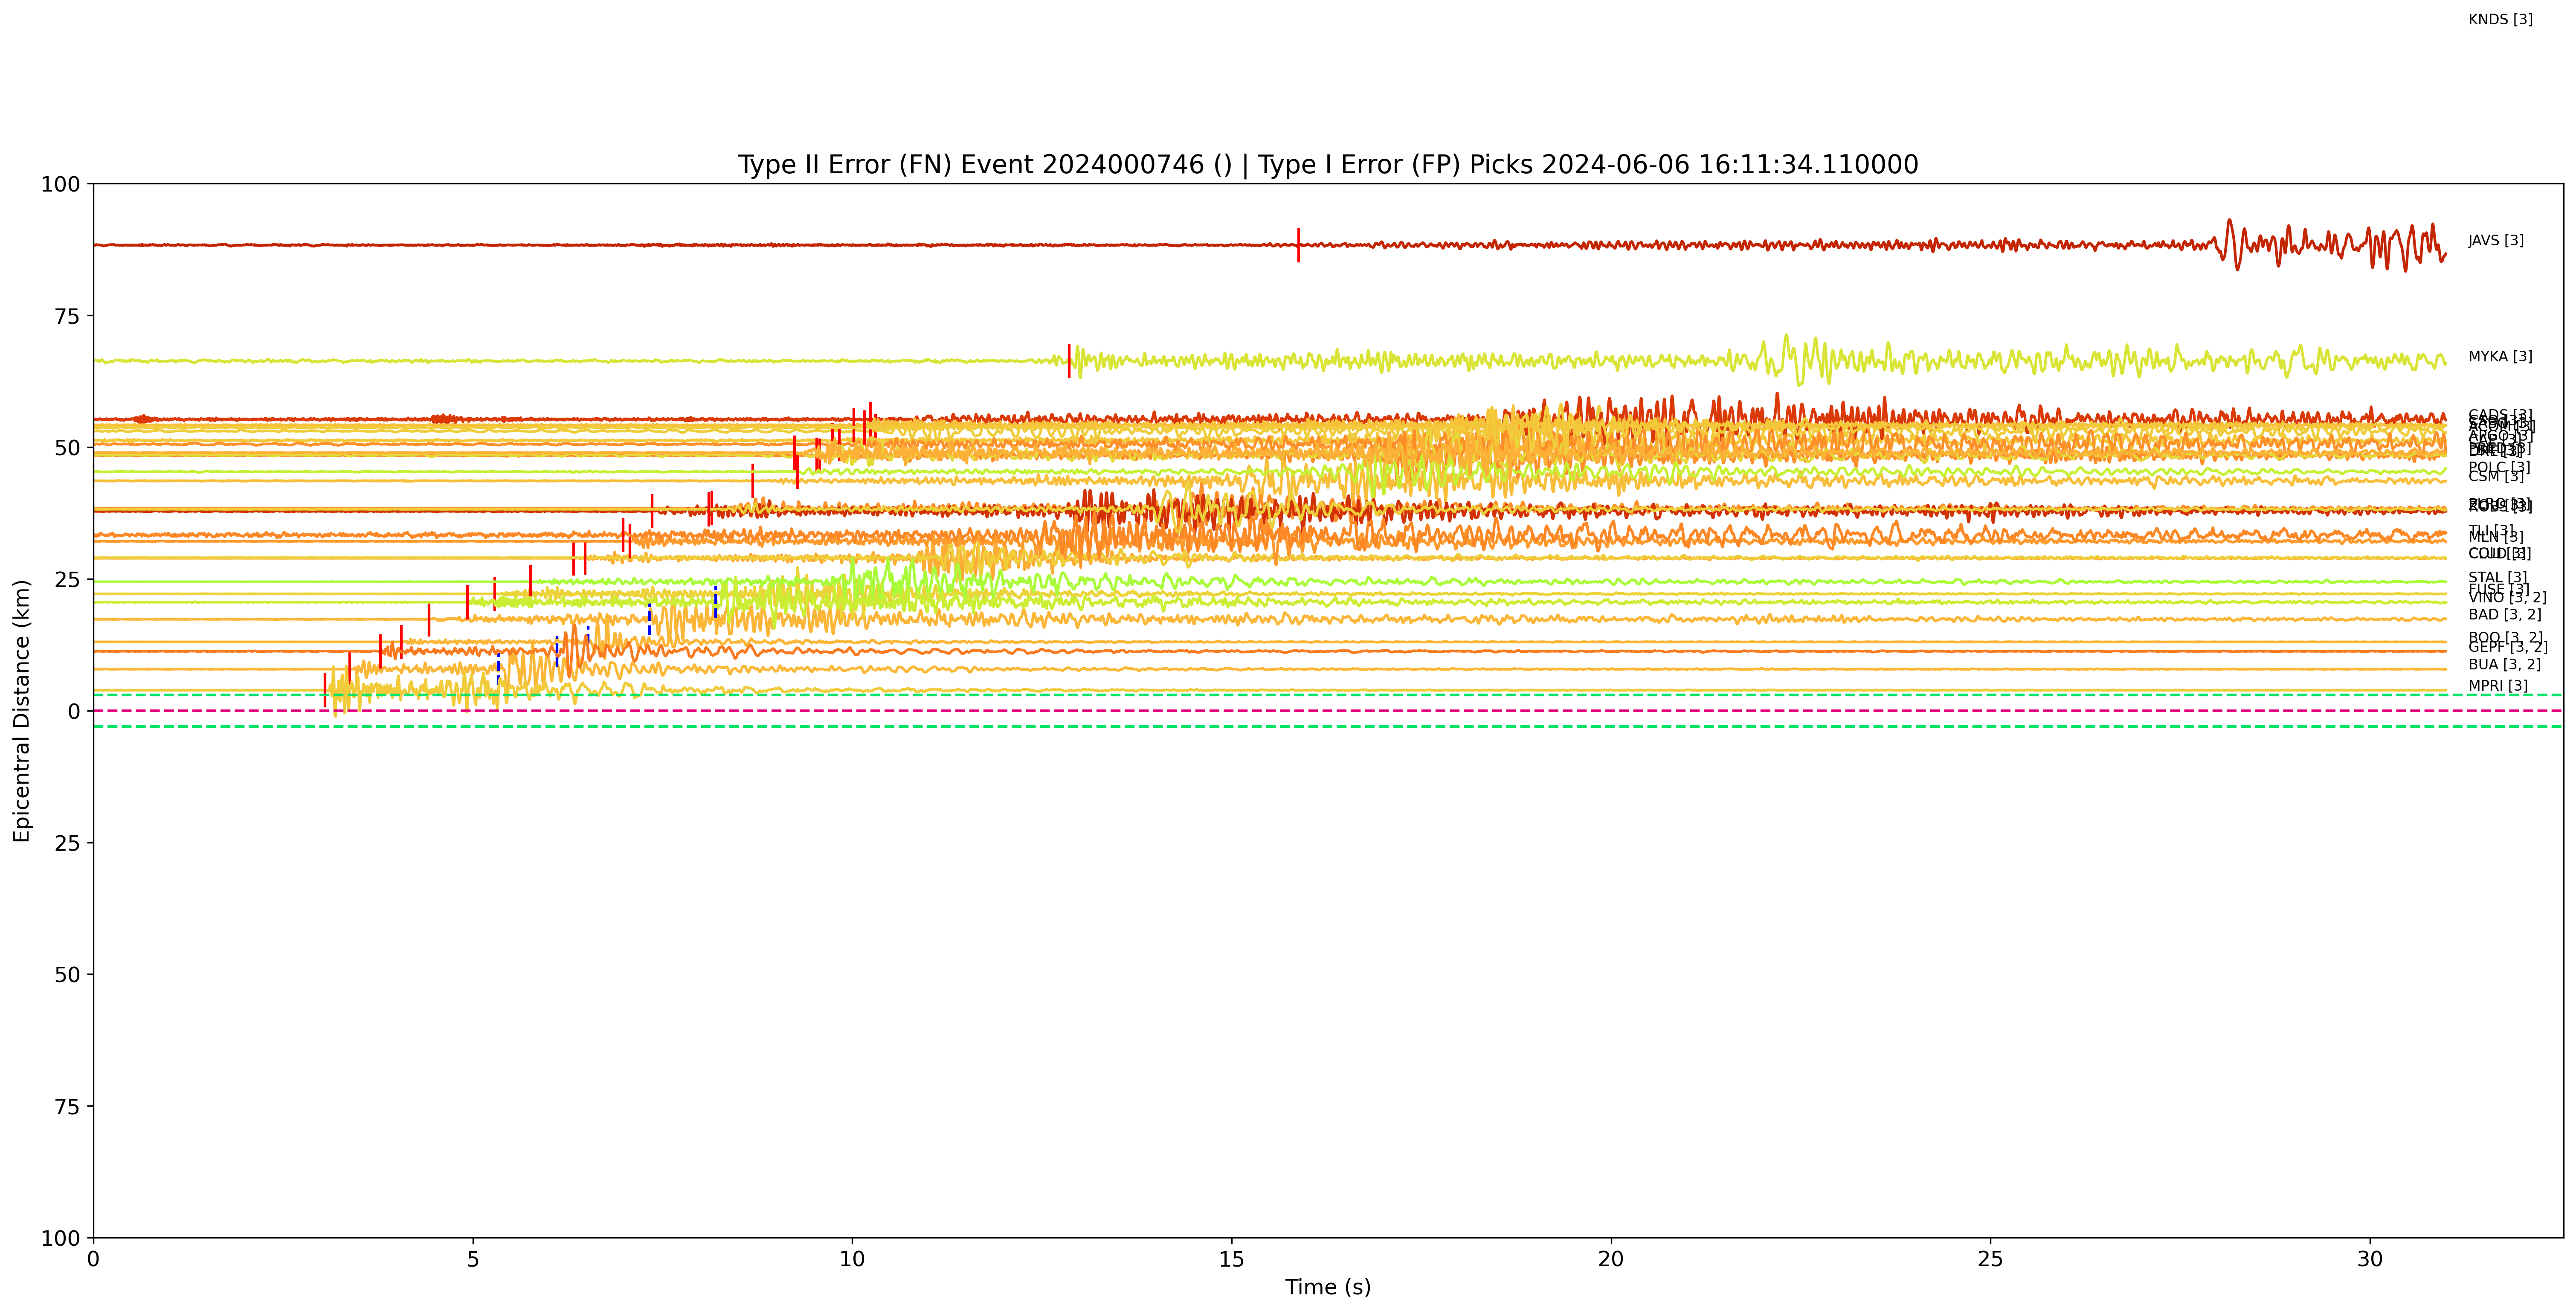 KNDS [3]
Type II Error (FN) Event 2024000746 () | Type I Error (FP) Picks 2024-06-06 16:11:34.110000
100
75
50
25
0
25
50
75
100
Epicentral Distance (km)
JAVS [3]
MYKA [3]
CADS [3]
POLC [3]
CSM [3]
TLI [3]
MLN [3]
STAL [3]
FUSE [3]
VINO [3, 2]
BAD [3, 2]
BOO [3, 2]
GEPF [3, 2]
BUA [3, 2]
MPRI [3]
0 5 10 15 20 25 30
Time (s)